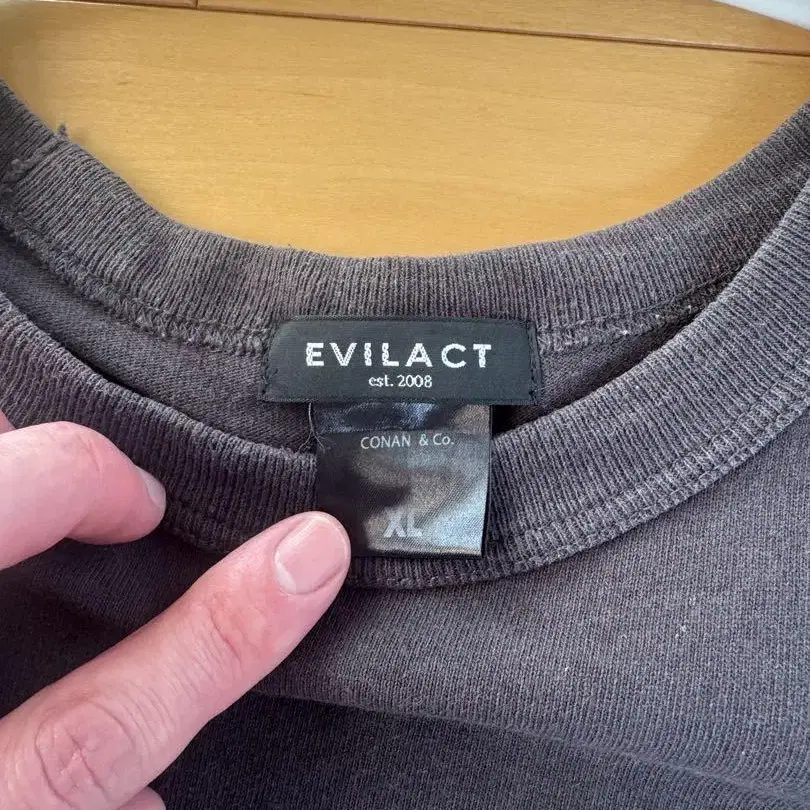 EVILACT
est. 2008
CONAN & Co.
XL